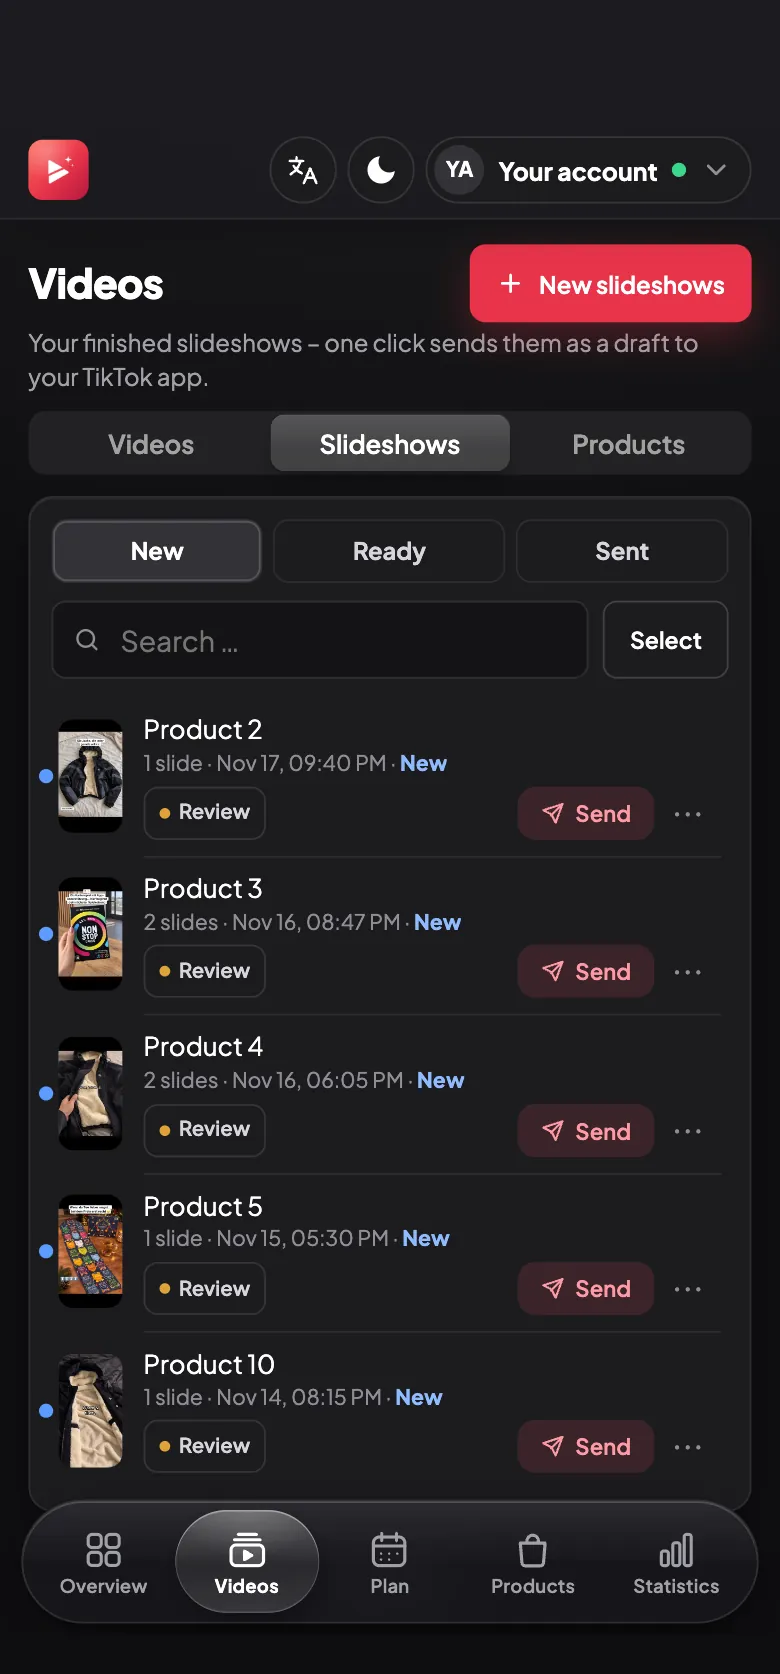 YA Your account
Videos
+ New slideshows
Your finished slideshows – one click sends them as a draft to
your TikTok app.
Videos Slideshows Products
New Ready Sent
Search ... Select
Product 2
1 slide · Nov 17, 09:40 PM · New
Review Send ...
Product 3
2 slides · Nov 16, 08:47 PM · New
NON
STOP
Review Send ...
Product 4
2 slides · Nov 16, 06:05 PM · New
Review Send ...
Product 5
1 slide · Nov 15, 05:30 PM · New
Review Send ...
Product 10
1 slide · Nov 14, 08:15 PM · New
Review Send ...
Overview Videos Plan Products Statistics